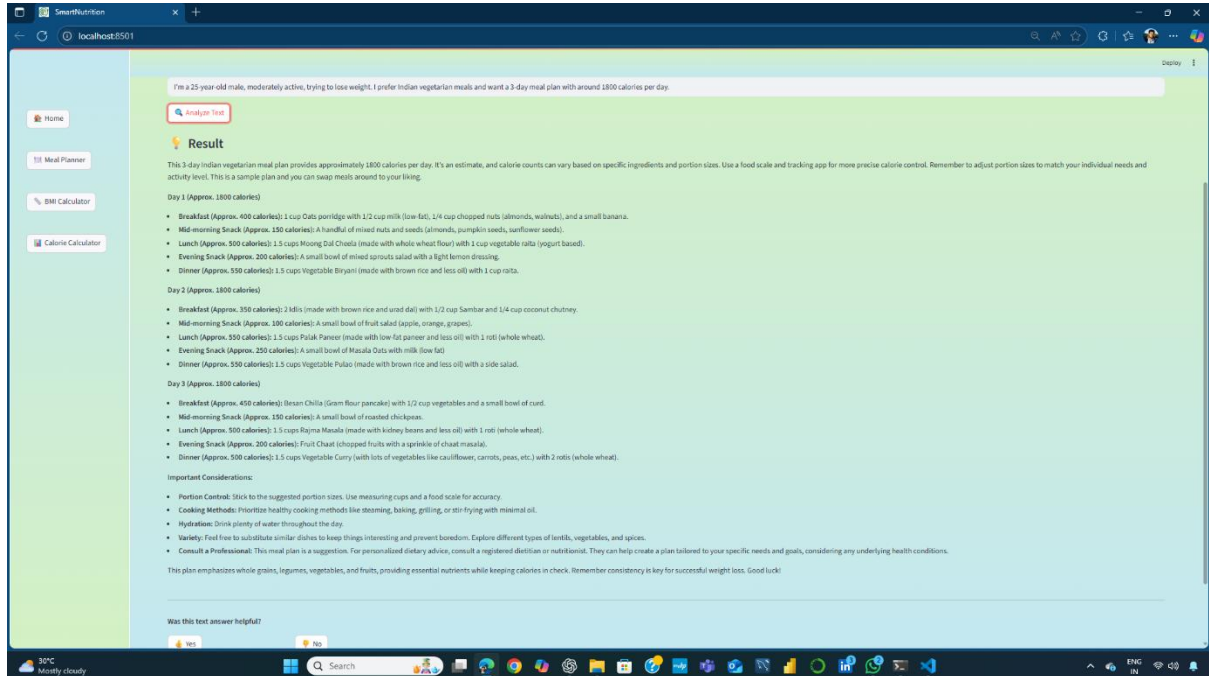 SmartNutrition
localhost:8501
Deploy
I'm a 25-year-old male, moderately active, trying to lose weight. I prefer Indian vegetarian meals and want a 3-day meal plan with around 1800 calories per day.
Analyze Text
Home
Meal Planner
BMI Calculator
Calorie Calculator
Result
This 3-day Indian vegetarian meal plan provides approximately 1800 calories per day. It's an estimate, and calorie counts can vary based on specific ingredients and portion sizes. Use a food scale and tracking app for more precise calorie control. Remember to adjust portion sizes to match your individual needs and
activity level. This is a sample plan and you can swap meals around to your liking.
Day 1 (Approx. 1800 calories)
• Breakfast (Approx. 400 calories): 1 cup Oats porridge with 1/2 cup milk (low-fat), 1/4 cup chopped nuts (almonds, walnuts), and a small banana.
• Mid-morning Snack (Approx. 150 calories): A handful of mixed nuts and seeds (almonds, pumpkin seeds, sunflower seeds).
• Lunch (Approx. 500 calories): 1.5 cups Moong Dal Cheela (made with whole wheat flour) with 1 cup vegetable raita (yogurt based).
• Evening Snack (Approx. 200 calories): A small bowl of mixed sprouts salad with a light lemon dressing.
• Dinner (Approx. 550 calories): 1.5 cups Vegetable Biryani (made with brown rice and less oil) with 1 cup raita.
Day 2 (Approx. 1800 calories)
• Breakfast (Approx. 350 calories): 2 Idlis (made with brown rice and urad dal) with 1/2 cup Sambar and 1/4 cup coconut chutney.
• Mid-morning Snack (Approx. 100 calories): A small bowl of fruit salad (apple, orange, grapes).
• Lunch (Approx. 550 calories): 1.5 cups Palak Paneer (made with low-fat paneer and less oil) with 1 roti (whole wheat).
• Evening Snack (Approx. 250 calories): A small bowl of Masala Oats with milk (low fat)
• Dinner (Approx. 550 calories): 1.5 cups Vegetable Pulao (made with brown rice and less oil) with a side salad.
Day 3 (Approx. 1800 calories)
• Breakfast (Approx. 450 calories): Besan Chilla (Gram flour pancake) with 1/2 cup vegetables and a small bowl of curd.
• Mid-morning Snack (Approx. 150 calories): A small bowl of roasted chickpeas.
• Lunch (Approx. 500 calories): 1.5 cups Rajma Masala (made with kidney beans and less oil) with 1 roti (whole wheat).
• Evening Snack (Approx. 200 calories): Fruit Chaat (chopped fruits with a sprinkle of chaat masala).
• Dinner (Approx. 500 calories): 1.5 cups Vegetable Curry (with lots of vegetables like cauliflower, carrots, peas, etc.) with 2 rotis (whole wheat).
Important Considerations:
• Portion Control: Stick to the suggested portion sizes. Use measuring cups and a food scale for accuracy.
• Cooking Methods: Prioritize healthy cooking methods like steaming, baking, grilling, or stir-frying with minimal oil.
• Hydration: Drink plenty of water throughout the day.
• Variety: Feel free to substitute similar dishes to keep things interesting and prevent boredom. Explore different types of lentils, vegetables, and spices.
• Consult a Professional: This meal plan is a suggestion. For personalized dietary advice, consult a registered dietitian or nutritionist. They can help create a plan tailored to your specific needs and goals, considering any underlying health conditions.
This plan emphasizes whole grains, legumes, vegetables, and fruits, providing essential nutrients while keeping calories in check. Remember consistency is key for successful weight loss. Good luck!
Was this text answer helpful?
Yes
No
30°C
Mostly cloudy
Search
ENG
IN